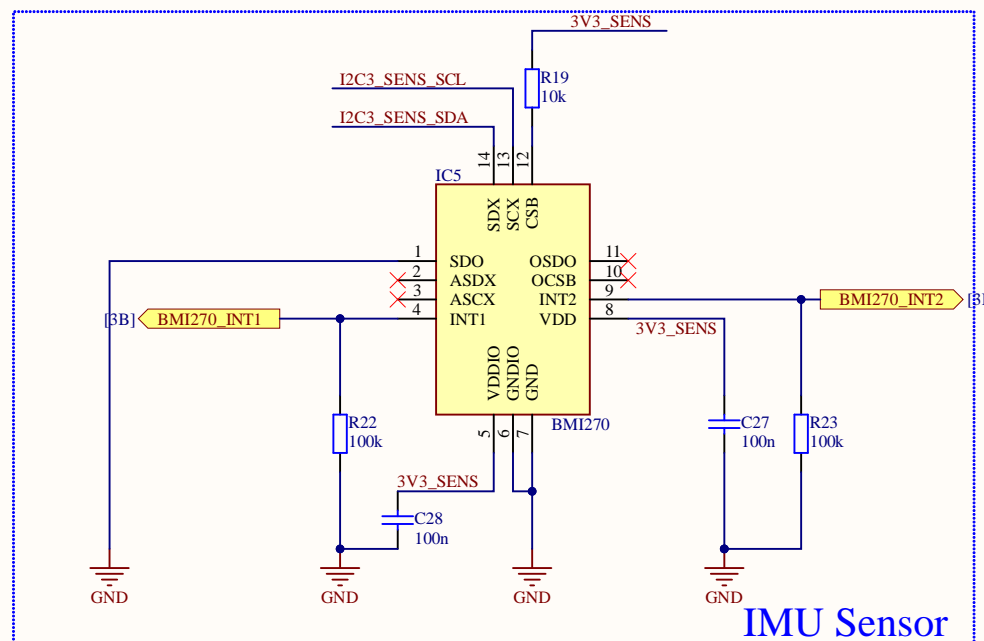 3V3_SENS
R19
10k
I2C3_SENS_SCL
I2C3_SENS_SDA
14
13
12
IC5
SDX
SCX
CSB
1
SDO
OSDO
11
2
ASDX
OCSB
10
3
ASCX
INT2
9
BMI270_INT2
[3B]
BMI270_INT1
4
INT1
VDD
8
3V3_SENS
VDDIO
GNDIO
GND
BMI270
5
6
7
R22
100k
C27
100n
R23
100k
3V3_SENS
C28
100n
GND
GND
GND
GND
IMU Sensor